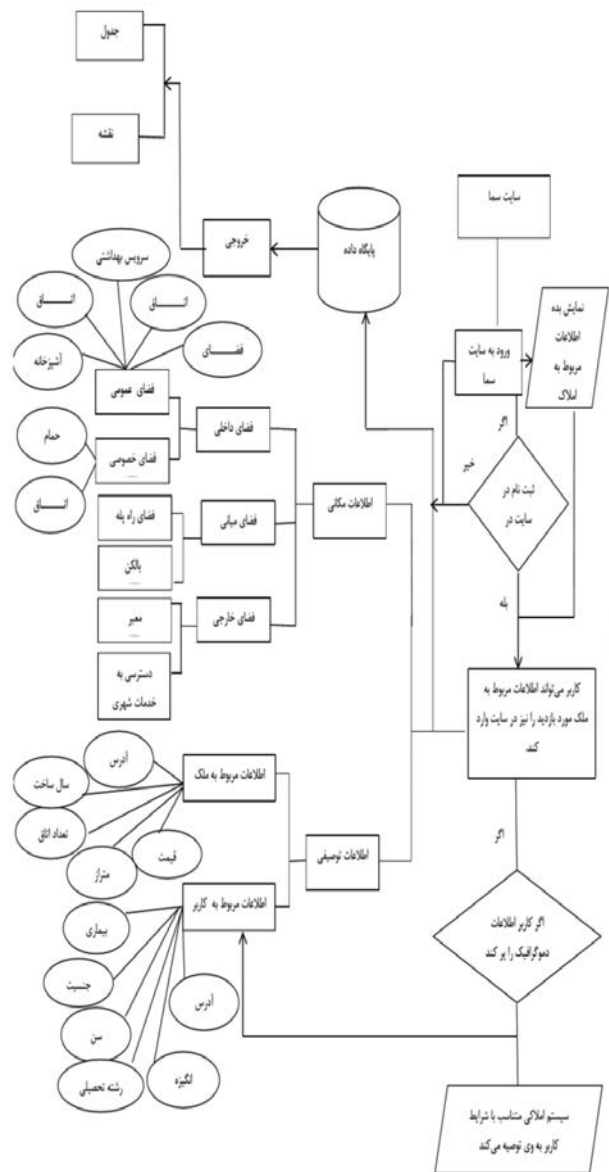 جدول
نقشه
خروجی
پایگاه داده
سایت سما
نمایش بده
اطلاعات
مربوط به
املاک
ورود به سایت
سما
اگر
خیر
ثبت نام در
سایت در
بله
کاربر می‌تواند اطلاعات مربوط به
ملک مورد بازدید را نیز در سایت وارد
کند.
اگر
اگر کاربر اطلاعات
دموگرافیک را پر کند
سیستم املاکی متناسب با شرایط
کاربر به وی توصیه می‌کند
اطلاعات مکانی
فضای داخلی
فضای عمومی
سرویس بهداشتی
اتـــــاق
اتـــــاق
آشپزخانه
فضـــای
فضای خصوصی
حمام
اتـــــاق
فضای میانی
فضای راه پله
بالکن
فضای خارجی
معبر
دسترسی به
خدمات شهری
اطلاعات توصیفی
اطلاعات مربوط به ملک
آدرس
سال ساخت
تعداد اتاق
متراژ
قیمت
اطلاعات مربوط به کاربر
بیماری
جنسیت
سن
رشته تحصیلی
انگیزه
آدرس